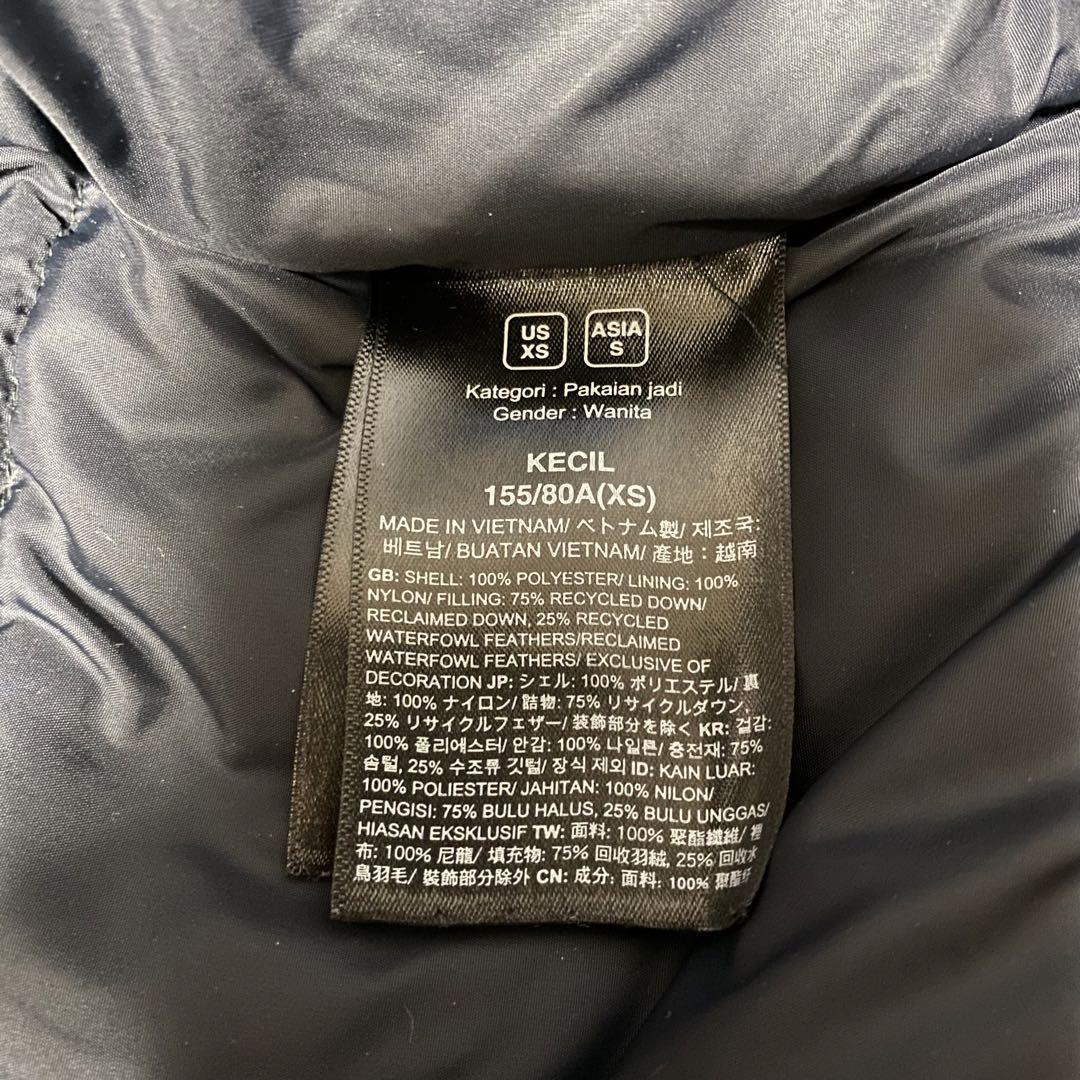 US
XS
ASIA
S
Kategori : Pakaian jadi
Gender : Wanita
KECIL
155/80A(XS)
MADE IN VIETNAM/ ベトナム製/ 제조국:
베트남/ BUATAN VIETNAM/ 產地：越南
GB: SHELL: 100% POLYESTER/ LINING: 100%
NYLON/ FILLING: 75% RECYCLED DOWN/
RECLAIMED DOWN, 25% RECYCLED
WATERFOWL FEATHERS/RECLAIMED
WATERFOWL FEATHERS/ EXCLUSIVE OF
DECORATION JP: シェル: 100% ポリエステル/ 裏
地: 100% ナイロン/ 詰物: 75% リサイクルダウン,
25% リサイクルフェザー/ 装飾部分を除く KR: 겉감:
100% 폴리에스터/ 안감: 100% 나일론/ 충전재: 75%
솜털, 25% 수조류 깃털/ 장식 제외 ID: KAIN LUAR:
100% POLIESTER/ JAHITAN: 100% NILON/
PENGISI: 75% BULU HALUS, 25% BULU UNGGAS/
HIASAN EKSKLUSIF TW: 面料: 100% 聚酯纖維/ 裡
布: 100% 尼龍/ 填充物: 75% 回收羽絨, 25% 回收水
鳥羽毛/ 裝飾部分除外 CN: 成分: 面料: 100% 聚酯纤